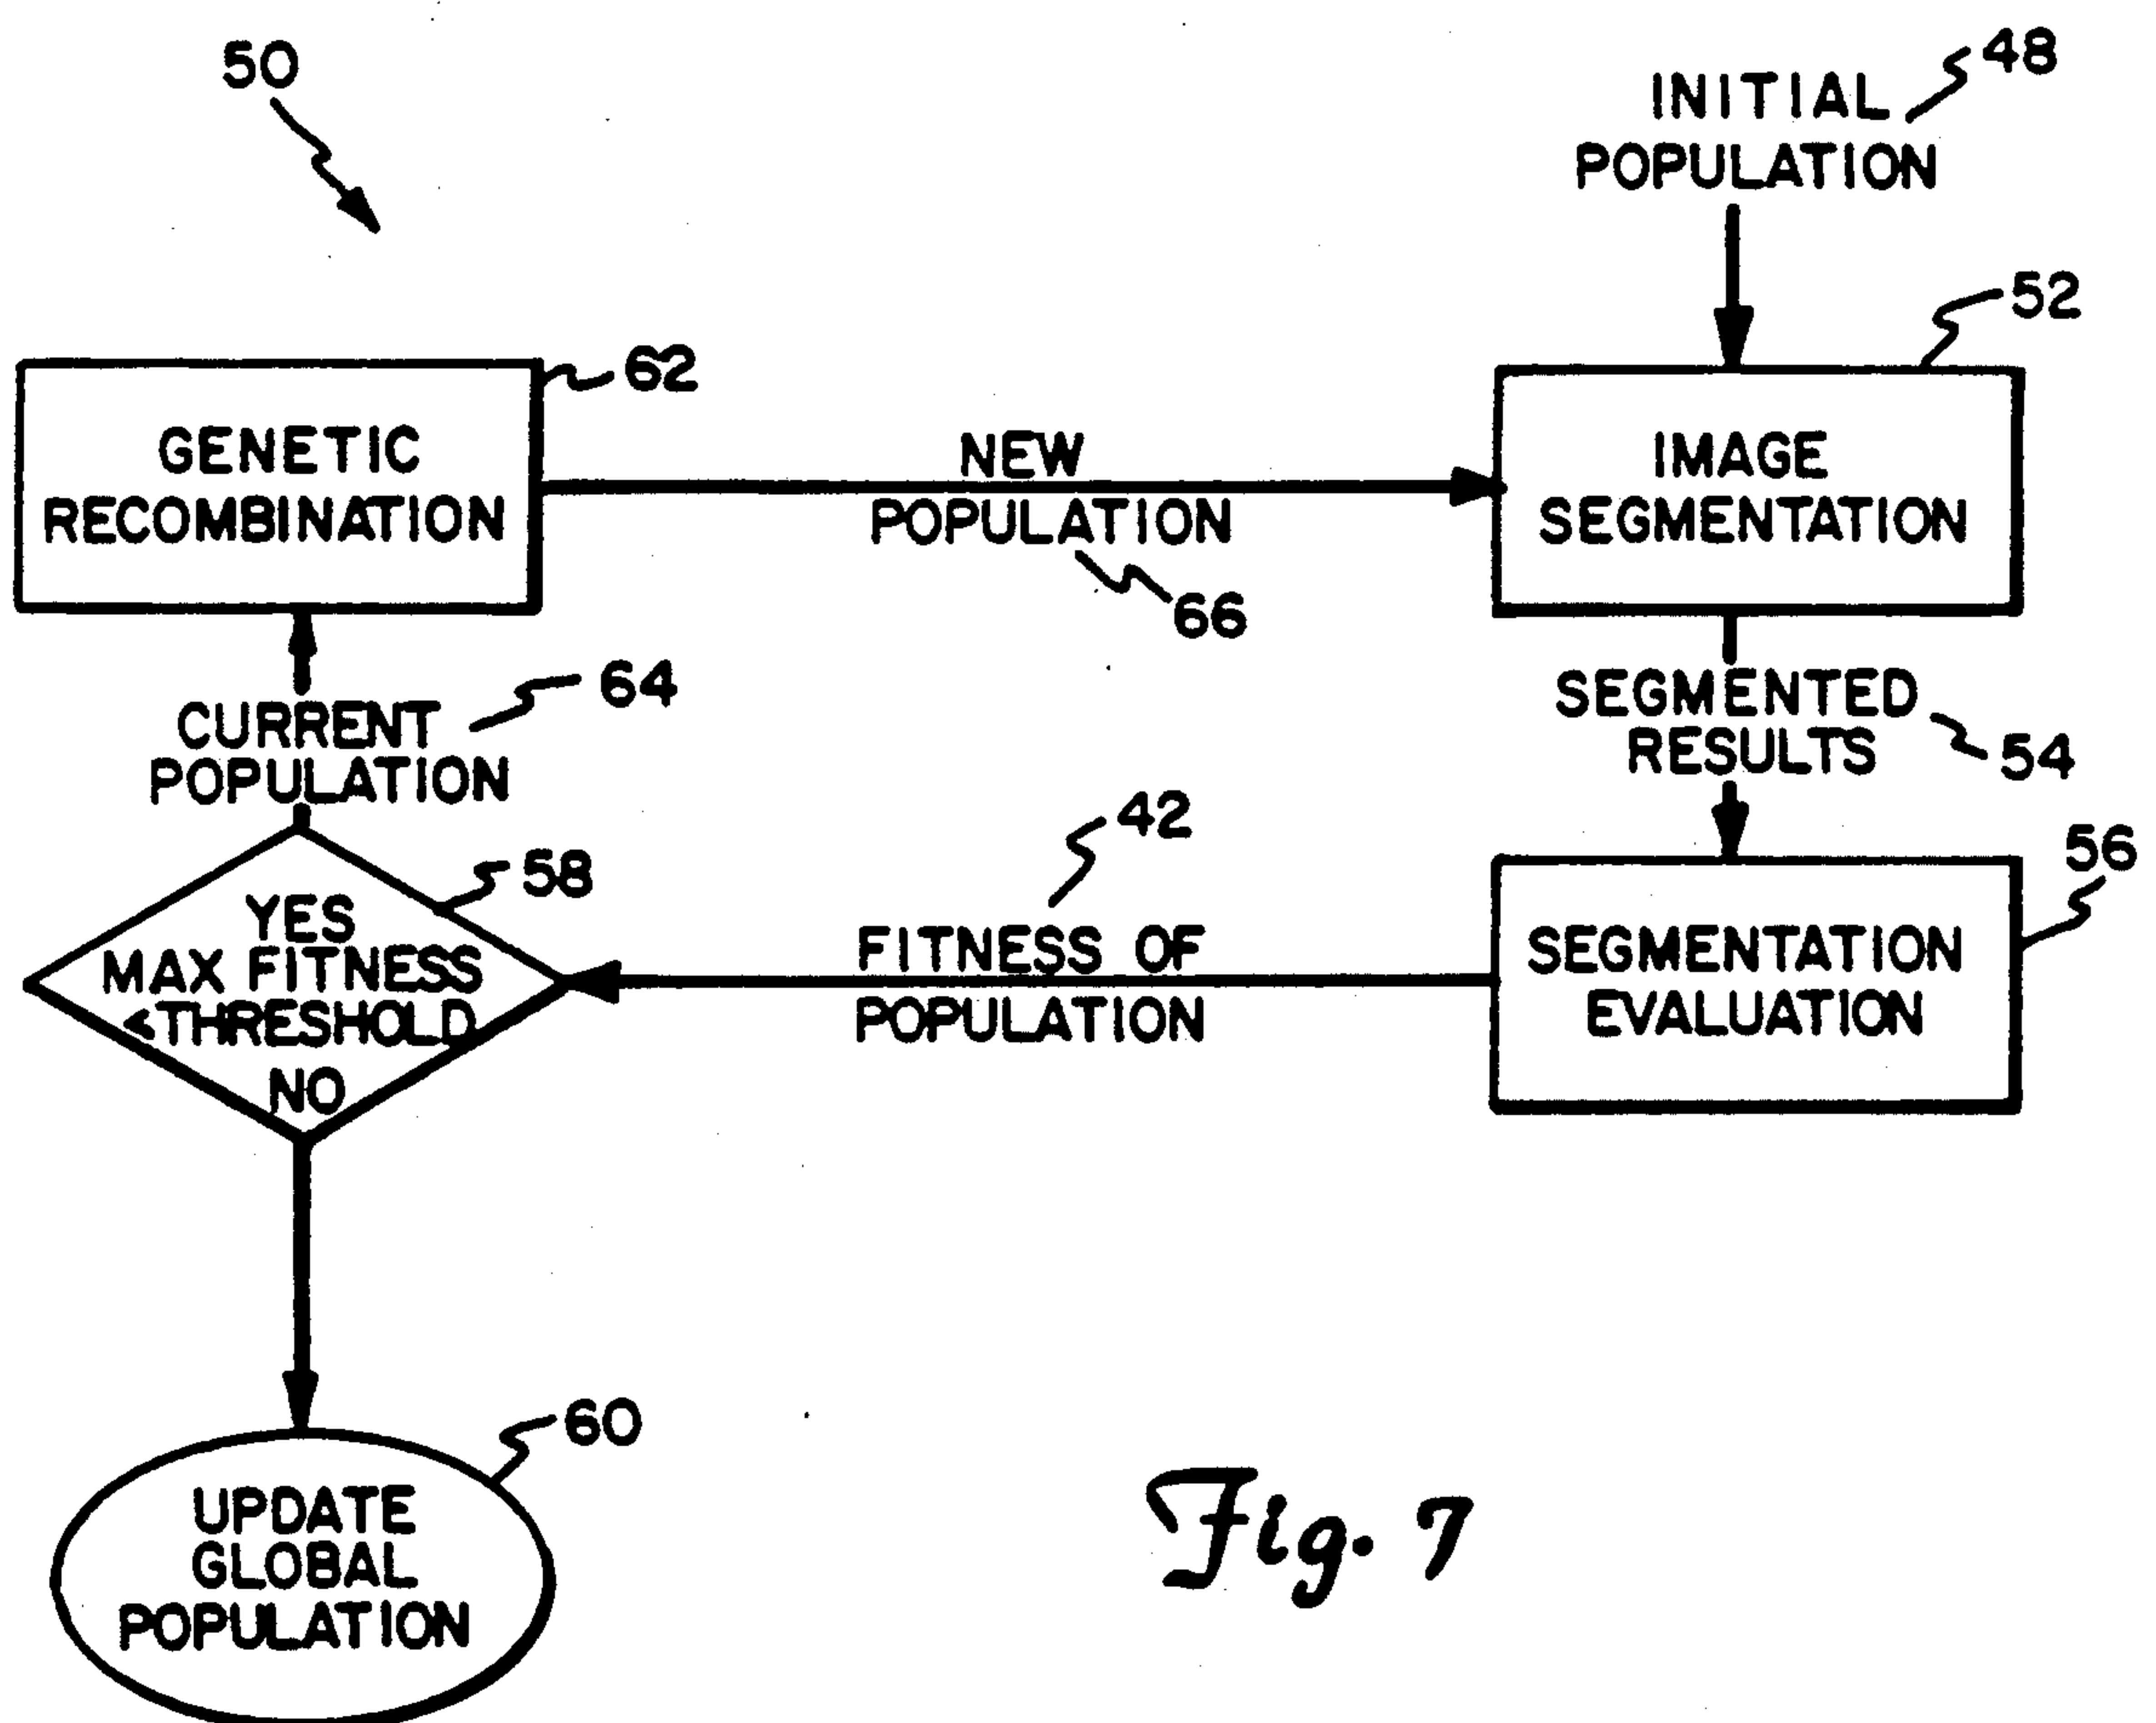 50
INITIAL
POPULATION
48
52
GENETIC
RECOMBINATION
62
NEW
POPULATION
66
IMAGE
SEGMENTATION
CURRENT
POPULATION
64
SEGMENTED
RESULTS
54
YES
MAX FITNESS
<THRESHOLD
NO
58
42
FITNESS OF
POPULATION
SEGMENTATION
EVALUATION
56
UPDATE
GLOBAL
POPULATION
60
Fig. 7